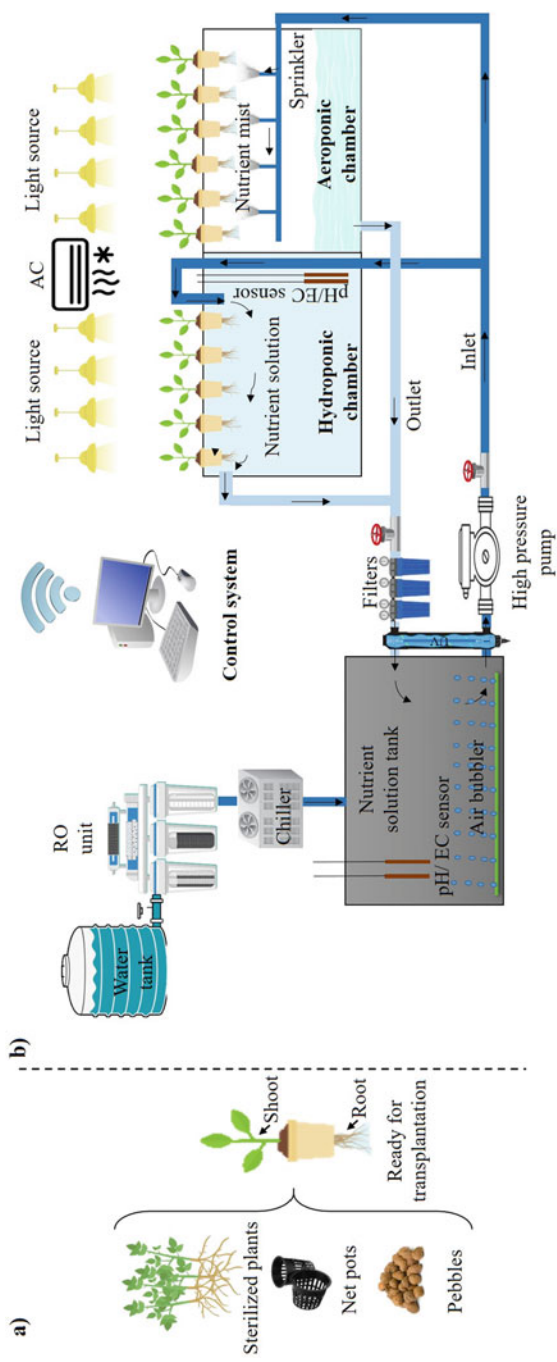 a)
Sterilized plants
Net pots
Pebbles
Shoot
Root
Ready for
transplantation
b)
Water
tank
RO
unit
Chiller
Nutrient
solution tank
pH/ EC sensor
Air bubbler
Control system
UV
Filters
High pressure
pump
Outlet
Inlet
Light source
AC
Light source
Nutrient solution
Hydroponic
chamber
pH/EC sensor
Nutrient mist
Sprinkler
Aeroponic
chamber